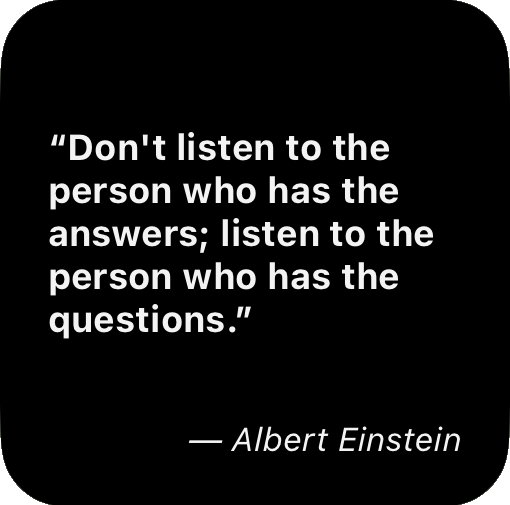 “Don't listen to the
person who has the
answers; listen to the
person who has the
questions.”
— Albert Einstein